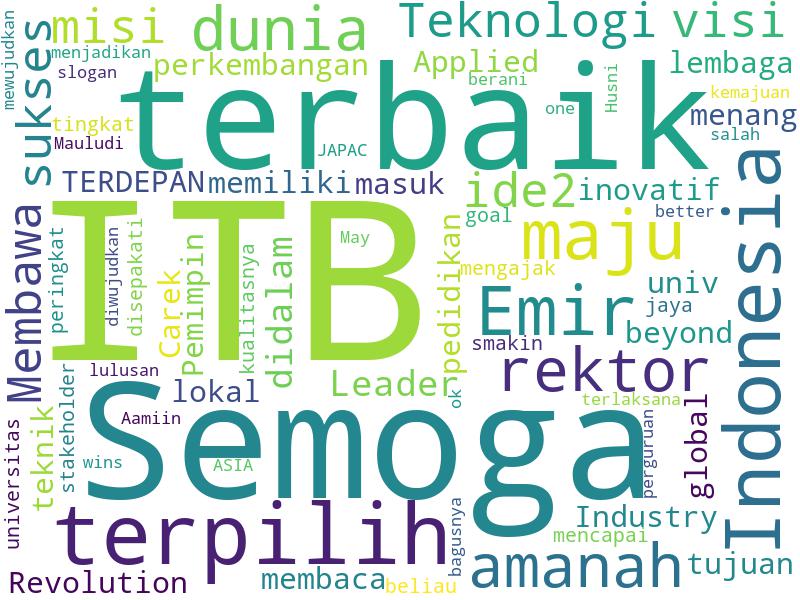 mewujudkan
sukses
misi
menjadikan
slogan
dunia
perkembangan
Teknologi
visi
Applied
berani
lembaga
kemajuan
menang
salah
Husni
one
terbaik
tingkat
Mauludi
JAPAC
TERDEPAN
memiliki
masuk
ide2
inovatif
goal
better
maju
mengajak
Indonesia
Membawa
peringkat
ITB
diwujudkan
disepakati
Carek
Pemimpin
kualitasnya
didalam
May
pedidikan
Emir
univ
jaya
beyond
smakin
rektor
lulusan
lokal
Leader
ok
terlaksana
global
perguruan
stakeholder
teknik
universitas
Aamiin
wins
ASIA
Semoga
terpilih
bagusnya
Industry
mencapai
amanah
tujuan
Revolution
membaca
beliau